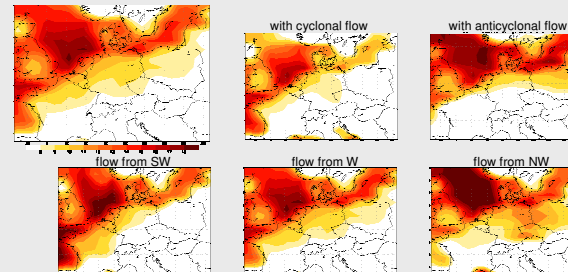 with cyclonal flow
with anticyclonal flow
flow from SW
flow from W
flow from NW